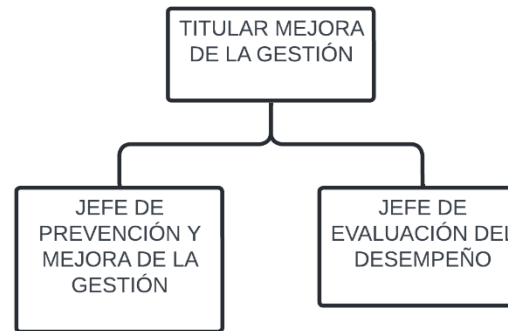 TITULAR MEJORA
DE LA GESTIÓN
JEFE DE
PREVENCIÓN Y
MEJORA DE LA
GESTIÓN
JEFE DE
EVALUACIÓN DEL
DESEMPEÑO